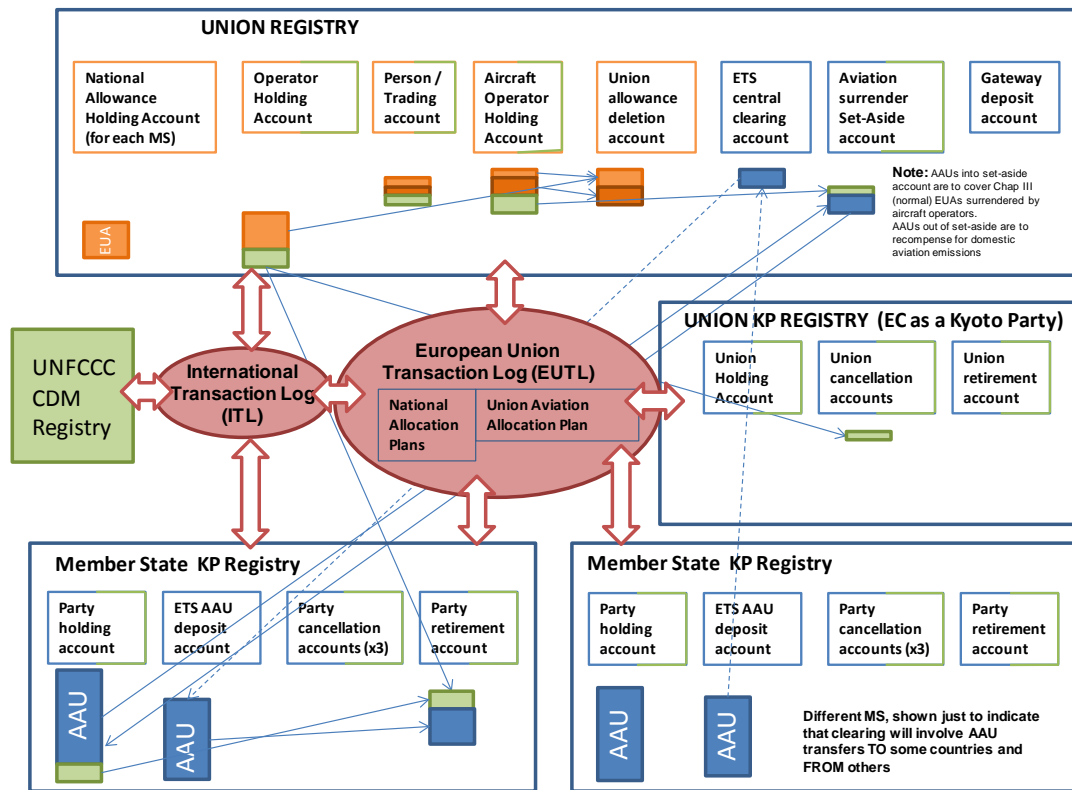 UNION REGISTRY
National
Allowance
Holding Account
(for each MS)
Operator
Holding
Account
Person /
Trading
account
Aircraft
Operator
Holding
Account
Union
allowance
deletion
account
ETS
central
clearing
account
Aviation
surrender
Set-Aside
account
Gateway
deposit
account
EUA
Note: AAUs into set-aside
account are to cover Chap III
(normal) EUAs surrendered by
aircraft operators.
AAUs out of set-aside are to
recompense for domestic
aviation emissions
UNFCCC
CDM
Registry
International
Transaction Log
(ITL)
European Union
Transaction Log (EUTL)
National
Allocation
Plans
Union Aviation
Allocation Plan
UNION KP REGISTRY (EC as a Kyoto Party)
Union
Holding
Account
Union
cancellation
accounts
Union
retirement
account
Member State KP Registry
Party
holding
account
ETS AAU
deposit
account
Party
cancellation
accounts (x3)
Party
retirement
account
AAU
AAU
Member State KP Registry
Party
holding
account
ETS AAU
deposit
account
Party
cancellation
accounts (x3)
Party
retirement
account
AAU
AAU
Different MS, shown just to indicate
that clearing will involve AAU
transfers TO some countries and
FROM others